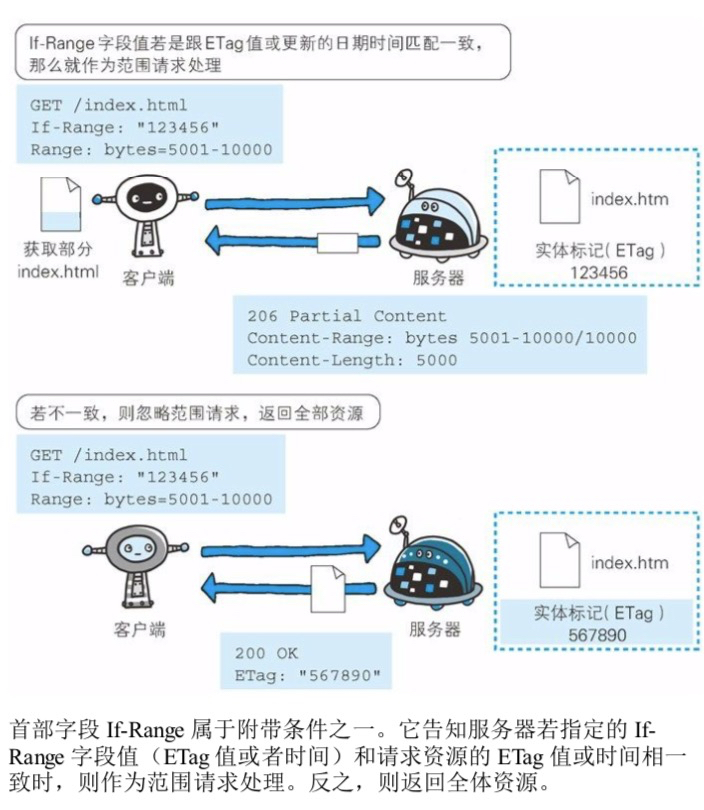 If-Range 字段值若是跟ETag值或更新的日期时间匹配一致，
那么就作为范围请求处理
GET /index.html
If-Range: "123456"
Range: bytes=5001-10000
获取部分
index.html
客户端
服务器
index.htm
实体标记（ETag）
123456
206 Partial Content
Content-Range: bytes 5001-10000/10000
Content-Length: 5000
若不一致，则忽略范围请求，返回全部资源
GET /index.html
If-Range: "123456"
Range: bytes=5001-10000
客户端
服务器
index.htm
实体标记（ETag）
567890
200 OK
ETag: "567890"
首部字段 If-Range 属于附带条件之一。它告知服务器若指定的 If-
Range 字段值（ETag 值或者时间）和请求资源的 ETag 值或时间相一
致时，则作为范围请求处理。反之，则返回全体资源。